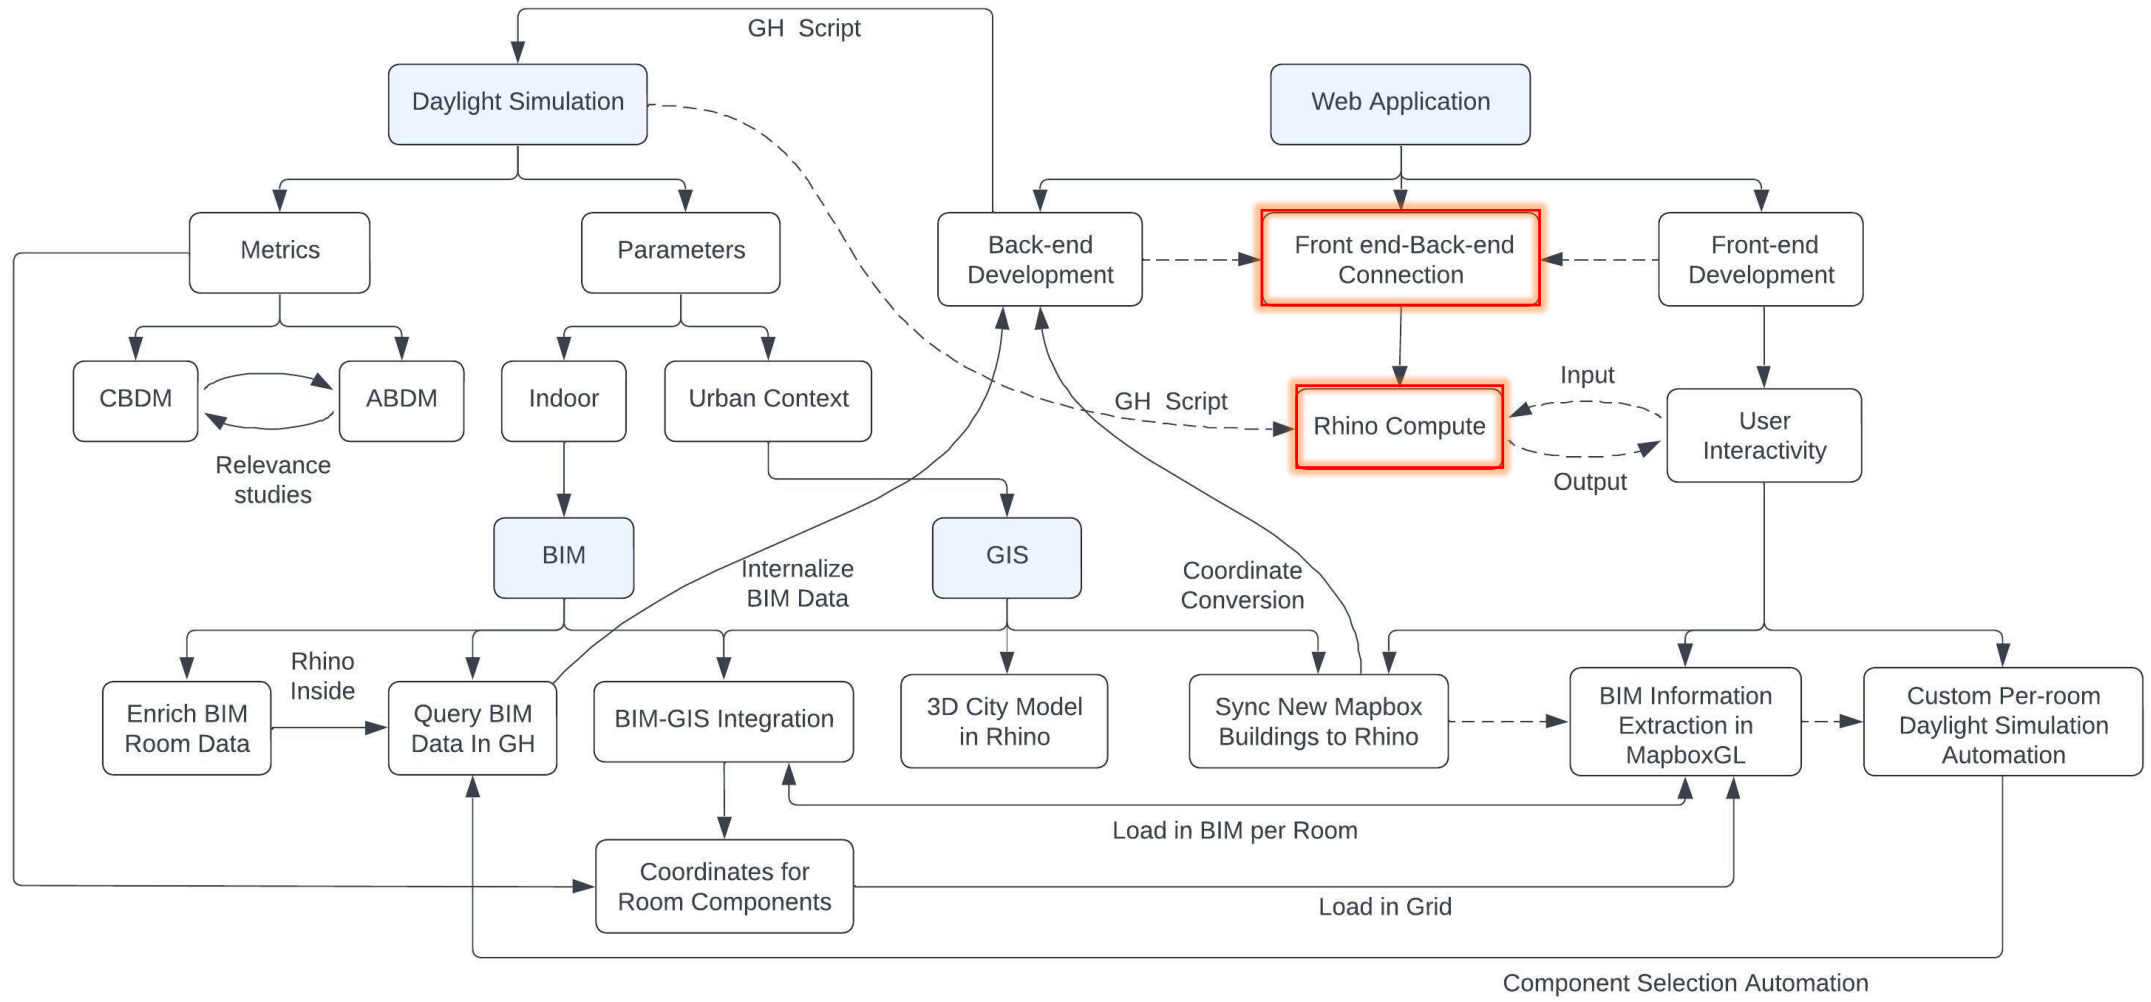 GH  Script
Daylight Simulation
Web Application
Metrics
Parameters
Back-end
Development
Front end-Back-end
Connection
Front-end
Development
CBDM
ABDM
Indoor
Urban Context
GH  Script
Rhino Compute
Input
User
Interactivity
Output
Relevance
studies
BIM
GIS
Internalize
BIM Data
Coordinate
Conversion
Rhino
Inside
Enrich BIM
Room Data
Query BIM
Data In GH
BIM-GIS Integration
3D City Model
in Rhino
Sync New Mapbox
Buildings to Rhino
BIM Information
Extraction in
MapboxGL
Custom Per-room
Daylight Simulation
Automation
Load in BIM per Room
Coordinates for
Room Components
Load in Grid
Component Selection Automation